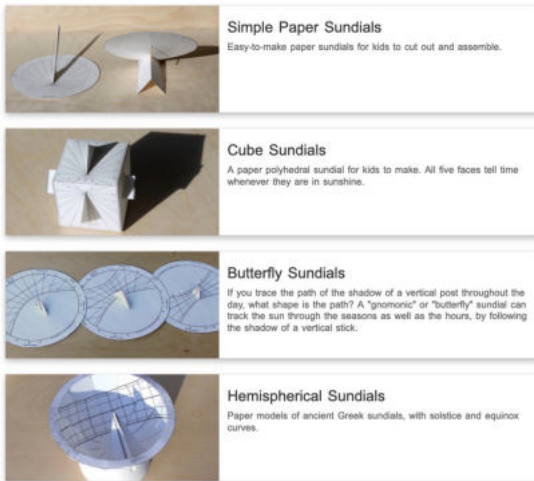 Simple Paper Sundials
Easy-to-make paper sundials for kids to cut out and assemble.
Cube Sundials
A paper polyhedral sundial for kids to make. All five faces tell time
whenever they are in sunshine.
Butterfly Sundials
If you trace the path of the shadow of a vertical post throughout the
day, what shape is the path? A "gnomonic" or "butterfly" sundial can
track the sun through the seasons as well as the hours, by following
the shadow of a vertical stick.
Hemispherical Sundials
Paper models of ancient Greek sundials, with solstice and equinox
curves.